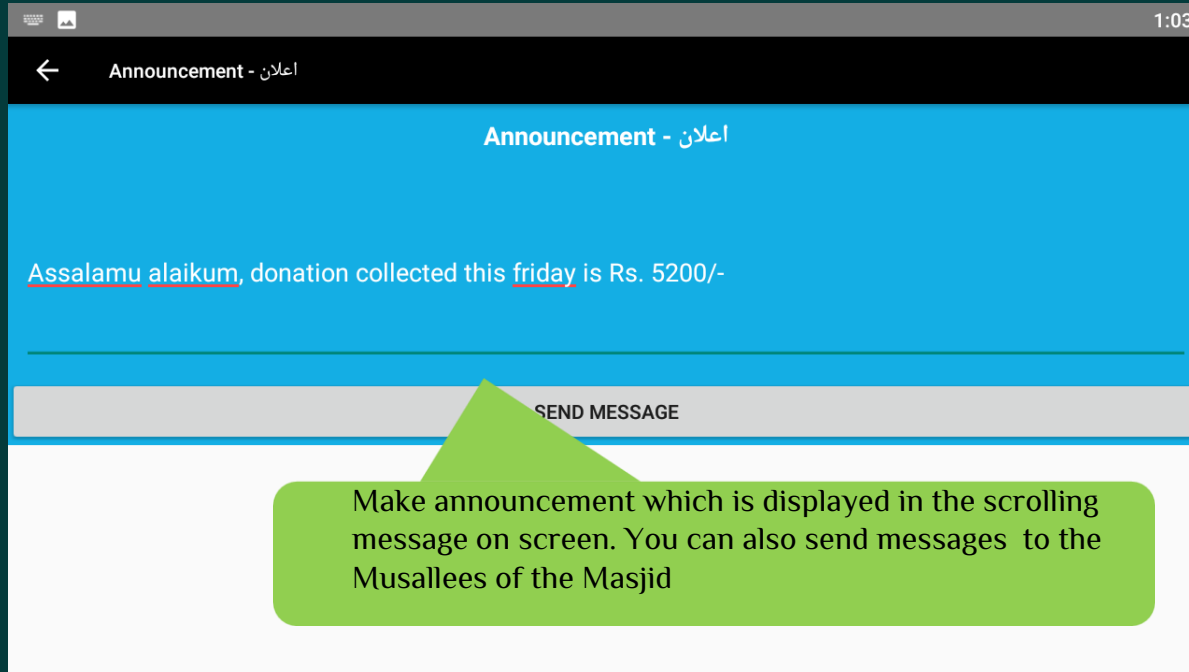 1:03
Announcement - اعلان
Announcement - اعلان
Assalamu alaikum, donation collected this friday is Rs. 5200/-
SEND MESSAGE
Make announcement which is displayed in the scrolling
message on screen. You can also send messages to the
Musallees of the Masjid